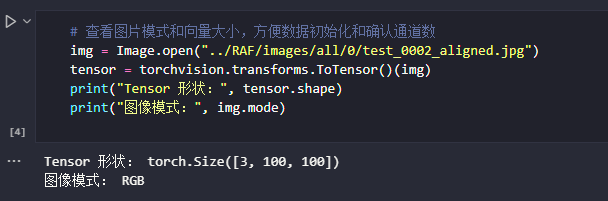 # 查看图片模式和向量大小，方便数据初始化和确认通道数
img = Image.open("../RAF/images/all/0/test_0002_aligned.jpg")
tensor = torchvision.transforms.ToTensor()(img)
print("Tensor 形状：", tensor.shape)
print("图像模式：", img.mode)
[4]
... Tensor 形状： torch.Size([3, 100, 100])
图像模式： RGB